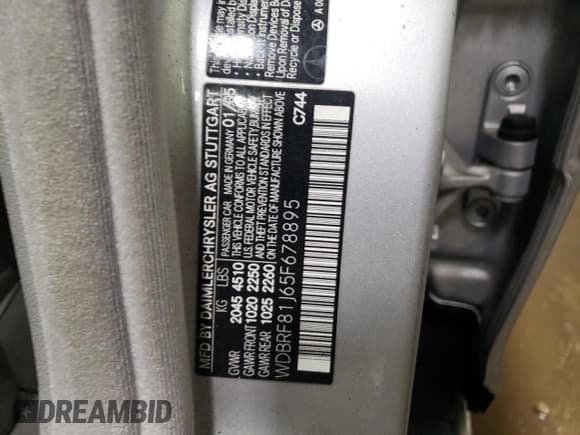 MFD BY DAIMLERCHRYSLER AG STUTTGART
KG LBS PASSENGER CAR MADE IN GERMANY 01/05
GVWR 2045 4510 THIS VEHICLE CONFORMS TO ALL APPLICABLE
U.S. FEDERAL MOTOR VEHICLE SAFETY BUMPER
GAWR FRONT 1020 2250 AND THEFT PREVENTION STANDARDS IN EFFECT
GAWR REAR 1025 2260 ON THE DATE OF MANUFACTURE SHOWN ABOVE
WDBRF81J65F678895 C744
Remove Devices Be
Upon Removal of D
Recycle or Dispo
A 00
DREAMBID